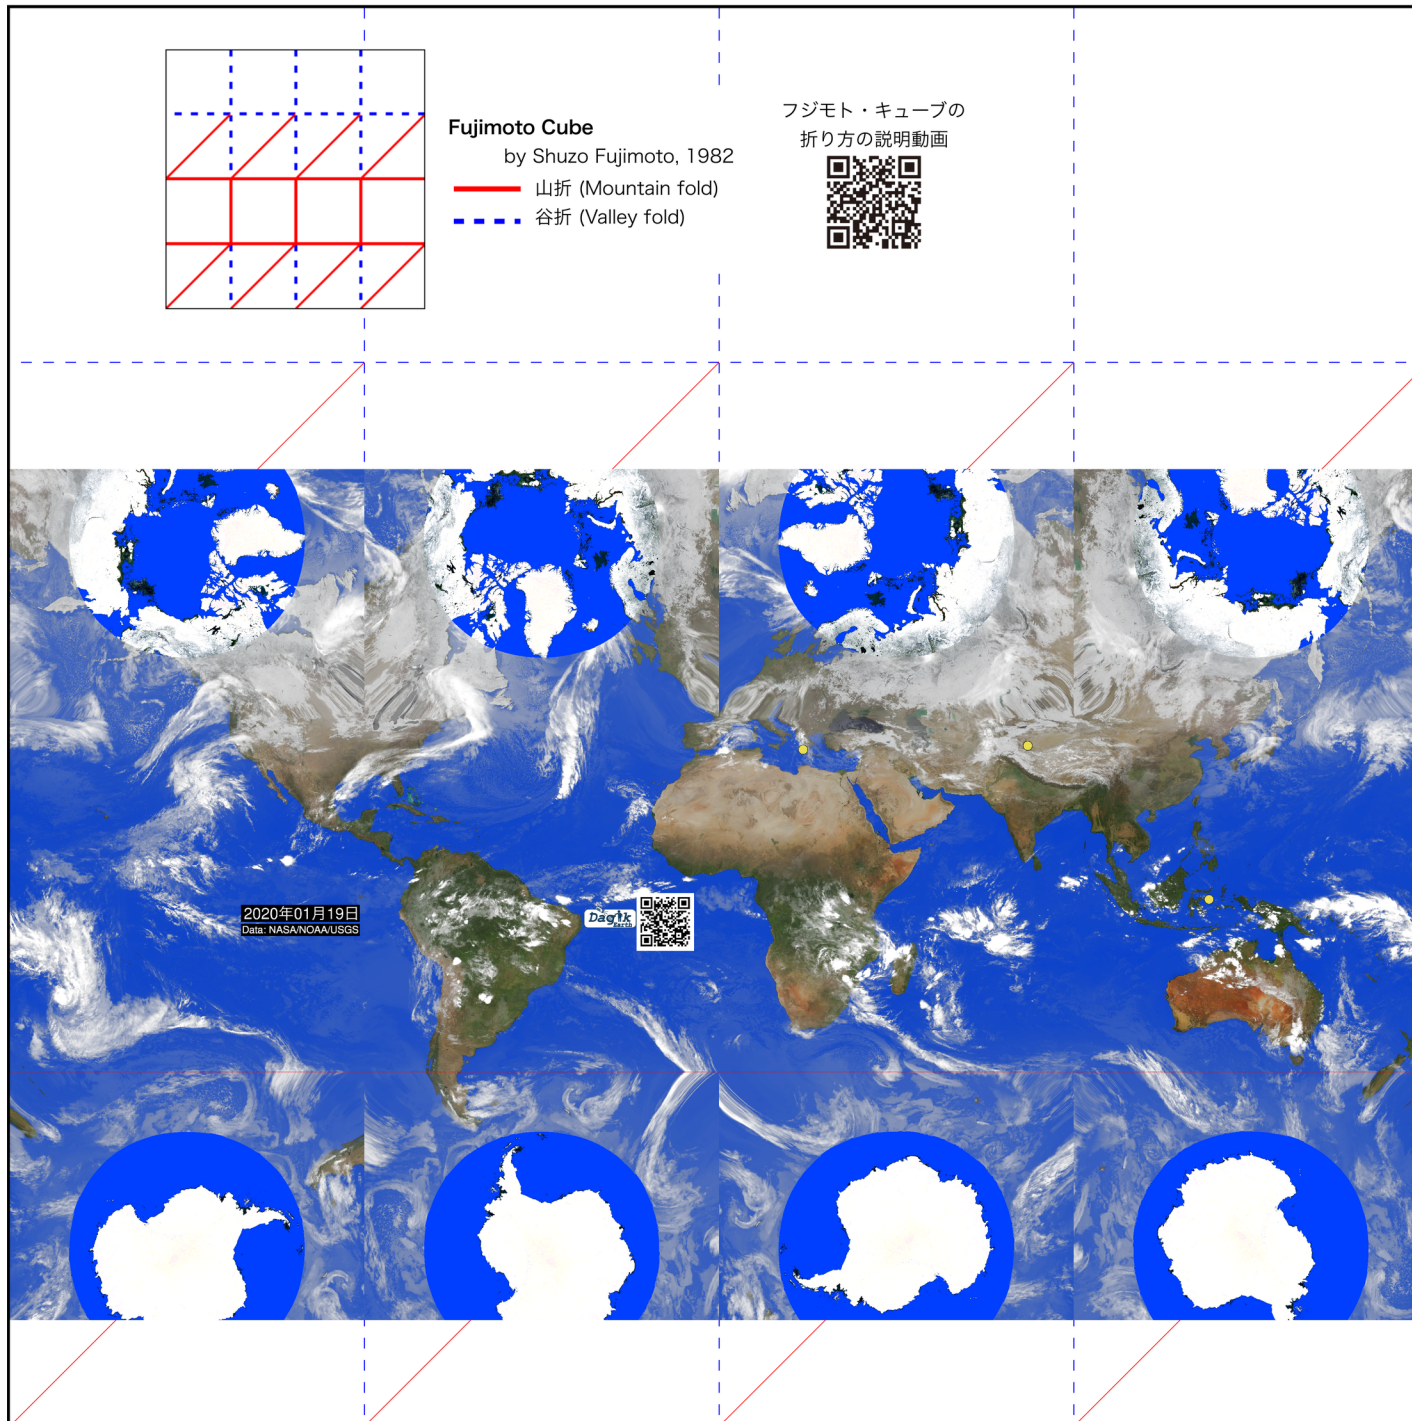 Fujimoto Cube
by Shuzo Fujimoto, 1982
山折 (Mountain fold)
谷折 (Valley fold)
フジモト・キューブの
折り方の説明動画
2020年01月19日
Data: NASA/NOAA/USGS
Dagik
Earth